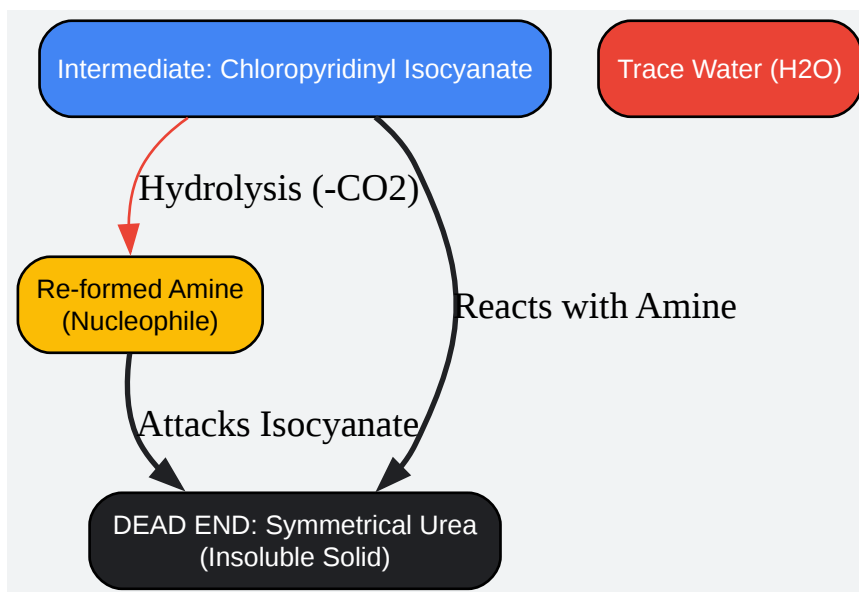 Intermediate: Chloropyridinyl Isocyanate
Trace Water (H2O)
Hydrolysis (-CO2)
Re-formed Amine
(Nucleophile)
Reacts with Amine
Attacks Isocyanate
DEAD END: Symmetrical Urea
(Insoluble Solid)